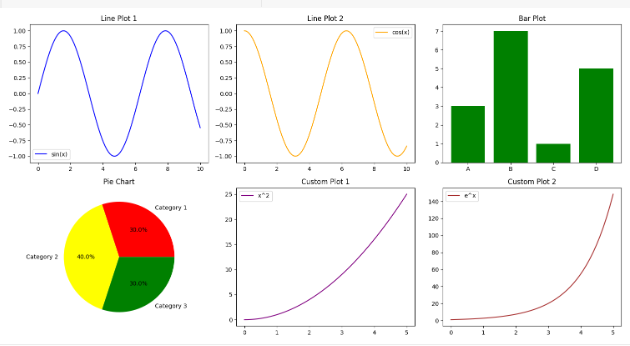 Line Plot 1
1.00
0.75
0.50
0.25
0.00
−0.25
−0.50
−0.75
−1.00
sin(x)
0 2 4 6 8 10
Line Plot 2
1.00
0.75
0.50
0.25
0.00
−0.25
−0.50
−0.75
−1.00
cos(x)
0 2 4 6 8 10
Bar Plot
7
6
5
4
3
2
1
0
A B C D
Pie Chart
Category 1
30.0%
Category 2
40.0%
30.0%
Category 3
Custom Plot 1
x^2
25
20
15
10
5
0
0 1 2 3 4 5
Custom Plot 2
e^x
140
120
100
80
60
40
20
0
0 1 2 3 4 5